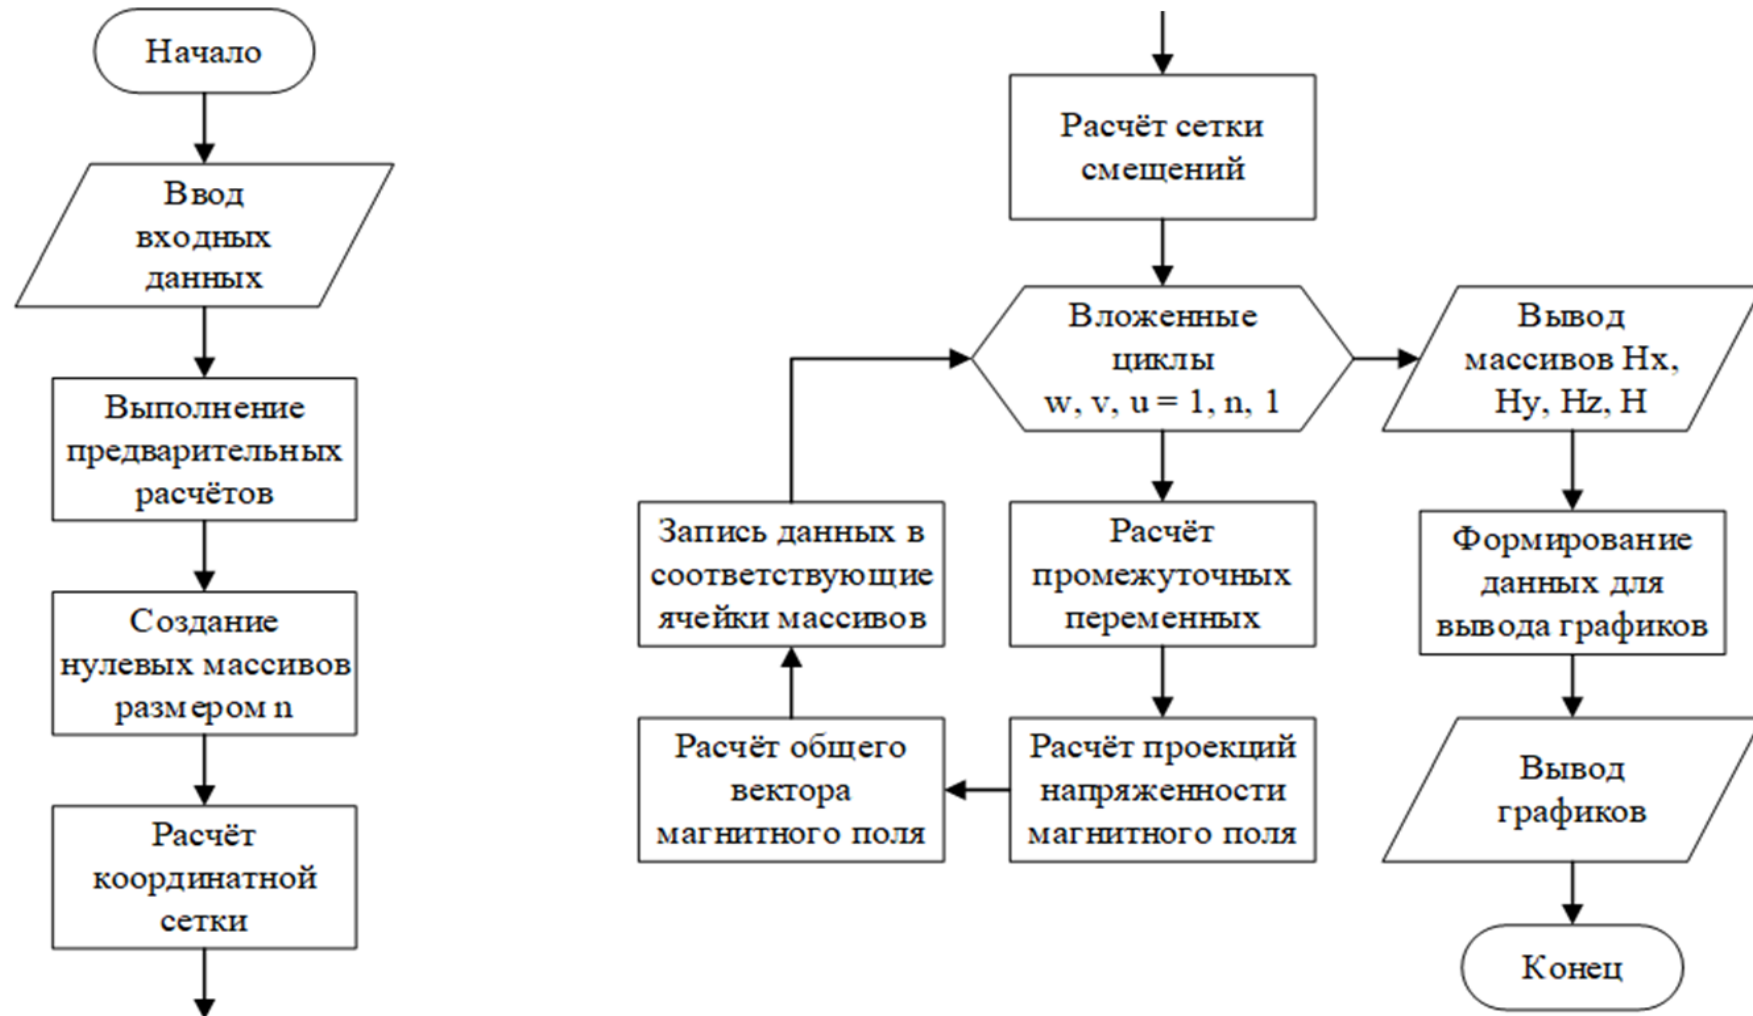 Начало
Ввод
входных
данных
Выполнение
предварительных
расчётов
Создание
нулевых массивов
размером n
Расчёт
координатной
сетки
Расчёт сетки
смещений
Вложенные
циклы
w, v, u = 1, n, 1
Расчёт
промежуточных
переменных
Расчёт проекций
напряженности
магнитного поля
Расчёт общего
вектора
магнитного поля
Запись данных в
соответствующие
ячейки массивов
Вывод
массивов Hx,
Hy, Hz, H
Формирование
данных для
вывода графиков
Вывод
графиков
Конец